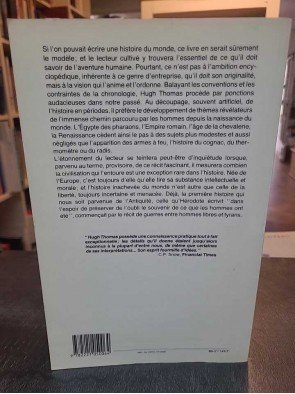 Si l'on pouvait écrire une histoire du monde, ce livre en serait sûrement
le modèle; et le lecteur cultivé y trouvera l'essentiel de ce qu'il doit
savoir de l'aventure humaine. Pourtant, ce n'est pas à l'ambition ency-
clopédique, inhérente à ce genre d'entreprise, qu'il doit son originalité,
mais à la vision qui l'anime et l'ordonne. Balayant les conventions et les
contraintes de la chronologie, Hugh Thomas procède par ponctions
audacieuses dans notre passé. Au découpage, souvent artificiel, de
l'histoire en périodes, il préfère le développement de thèmes révélateurs
de l'immense chemin parcouru par les hommes depuis la naissance du
monde. L'Égypte des pharaons, l'Empire romain, l'âge de la chevalerie,
la Renaissance cèdent ainsi le pas à des sujets plus modestes et aussi
négligés que l'apparition des armes à feu, l'histoire du cognac, du ther-
momètre ou du radis.
L'étonnement du lecteur se teintera peut-être d'inquiétude lorsque,
parvenu au terme, provisoire, de ce récit fascinant, il mesurera combien
la civilisation qui l'entoure est une exception rare dans l'histoire. Née de
l'Europe, c'est toujours d'elle qu'elle tire sa substance intellectuelle et
morale; et l'histoire inachevée du monde n'est autre que celle de la
liberté, toujours incertaine et menacée. Déjà, la première histoire qui
nous soit parvenue de l'Antiquité, celle qu'Hérodote écrivit "dans
l'espoir de préserver de l'oubli le souvenir de ce que les hommes ont
été", commençait par le récit de guerres entre hommes libres et tyrans.
"Hugh Thomas possède une connaissance pratique tout à fait
exceptionnelle; les détails qu'il donne étaient jusqu'alors
inconnus à la plupart d'entre nous, de même que certaines
de ses interprétations... Son esprit fourmille d'idées."
C.P. Snow, Financial Times